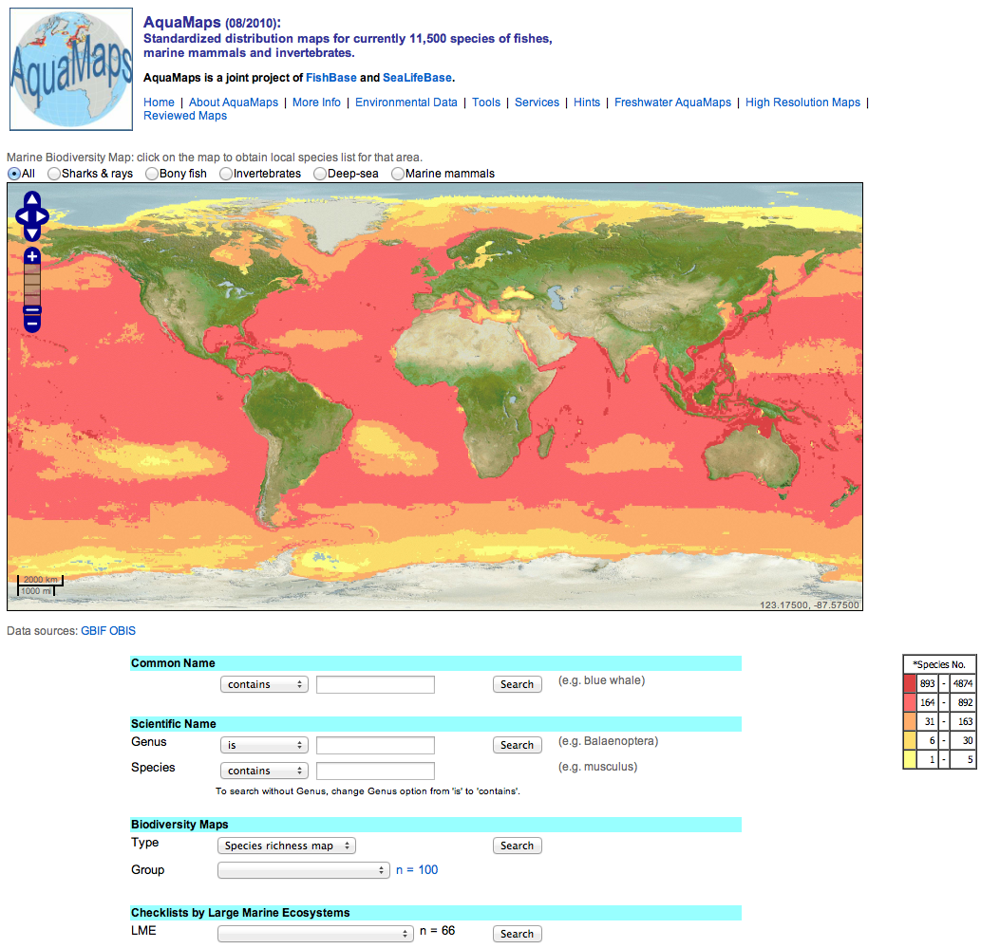 AquaMaps
AquaMaps (08/2010):
Standardized distribution maps for currently 11,500 species of fishes,
marine mammals and invertebrates.
AquaMaps is a joint project of FishBase and SeaLifeBase.
Home | About AquaMaps | More Info | Environmental Data | Tools | Services | Hints | Freshwater AquaMaps | High Resolution Maps |
Reviewed Maps
Marine Biodiversity Map: click on the map to obtain local species list for that area.
All Sharks & rays Bony fish Invertebrates Deep-sea Marine mammals
2000 km
1000 mi
123.17500, -87.57500
Data sources: GBIF OBIS
Common Name
contains Search (e.g. blue whale)
Scientific Name
Genus is Search (e.g. Balaenoptera)
Species contains (e.g. musculus)
To search without Genus, change Genus option from 'is' to 'contains'.
Biodiversity Maps
Type Species richness map Search
Group n = 100
Checklists by Large Marine Ecosystems
LME n = 66 Search
*Species No.
893 - 4874
164 - 892
31 - 163
6 - 30
1 - 5